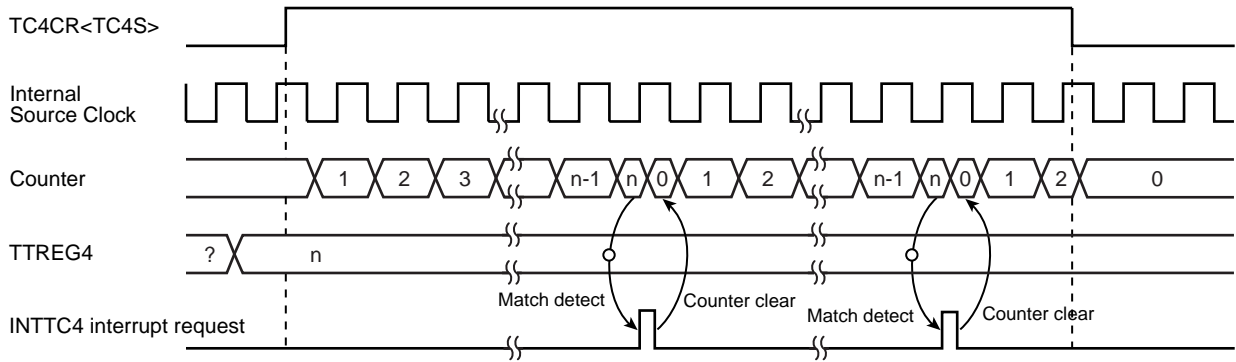 TC4CR<TC4S>
Internal
Source Clock
Counter
1 2 3 n-1 n 0 1 2 n-1 n 0 1 2 0
TTREG4
? n
Match detect Counter clear Match detect Counter clear
INTTC4 interrupt request